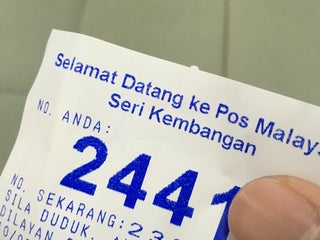 Selamat Datang ke Pos Malays
Seri Kembangan
NO. ANDA:
2441
NO. SEKARANG:23
SILA DUDUK,
DILAYAN